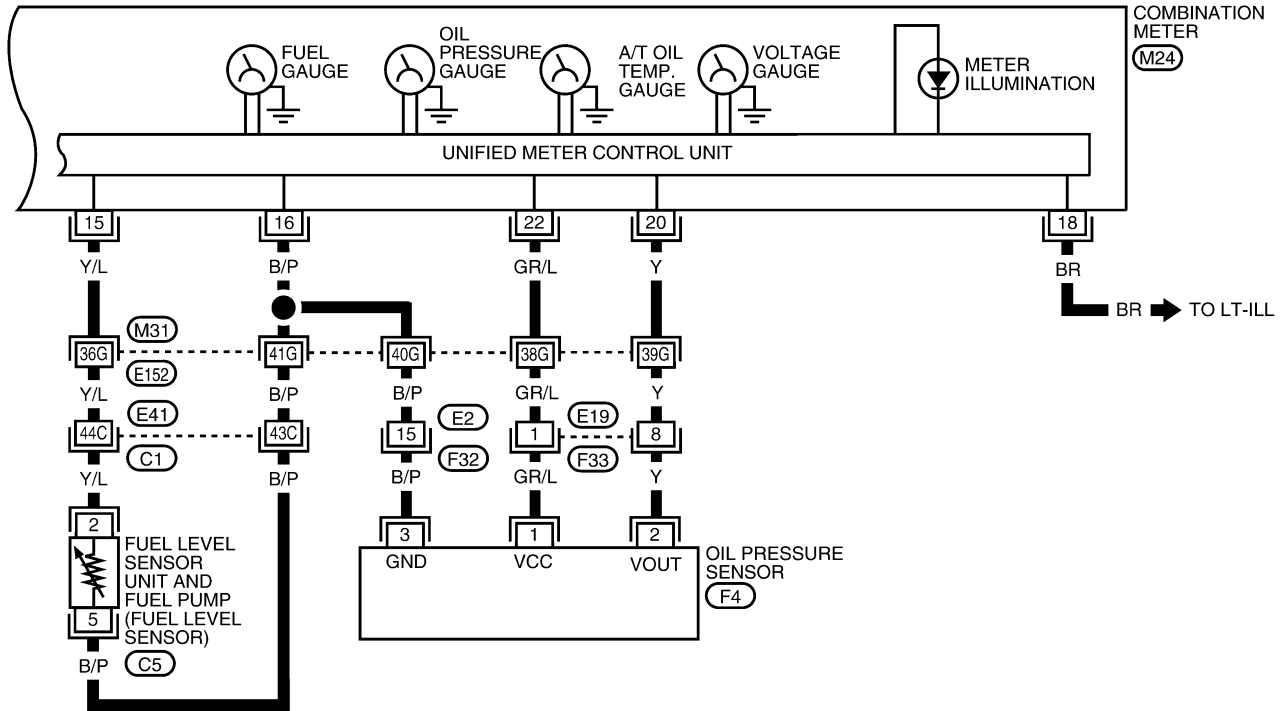 COMBINATION
METER
M24
FUEL
GAUGE
OIL
PRESSURE
GAUGE
A/T OIL
TEMP.
GAUGE
VOLTAGE
GAUGE
METER
ILLUMINATION
UNIFIED METER CONTROL UNIT
15 16 22 20 18
Y/L B/P GR/L Y BR
BR TO LT-ILL
M31
36G 41G 40G 38G 39G
E152
Y/L B/P B/P GR/L Y
E41 E2 E19
44C 43C 15 1 8
C1 F32 F33
Y/L B/P B/P GR/L Y
2 3 1 2
GND VCC VOUT
FUEL LEVEL
SENSOR
UNIT AND
FUEL PUMP
(FUEL LEVEL
SENSOR)
C5
OIL PRESSURE
SENSOR
F4
5
B/P